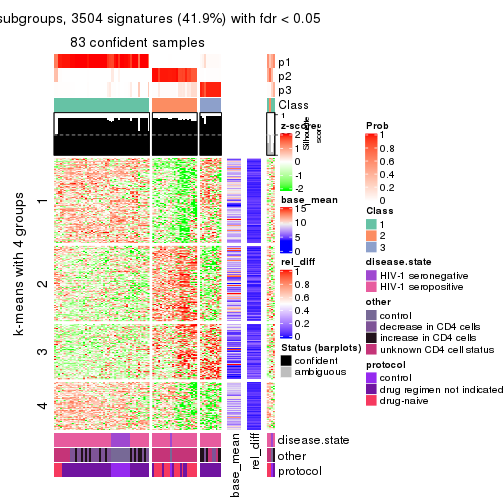 subgroups, 3504 signatures (41.9%) with fdr < 0.05
83 confident samples
p1
p2
p3
Class
1
Silhouette
score
k-means with 4 groups
1
2
3
4
z-score
2
1
0
-1
-2
base_mean
15
10
5
0
rel_diff
1
0.8
0.6
0.4
0.2
0
Status (barplots)
confident
ambiguous
Prob
1
0.8
0.6
0.4
0.2
0
Class
1
2
3
disease.state
HIV-1 seronegative
HIV-1 seropositive
other
control
decrease in CD4 cells
increase in CD4 cells
unknown CD4 cell status
protocol
control
drug regimen not indicated
drug-naive
disease.state
other
protocol
base_mean
rel_diff